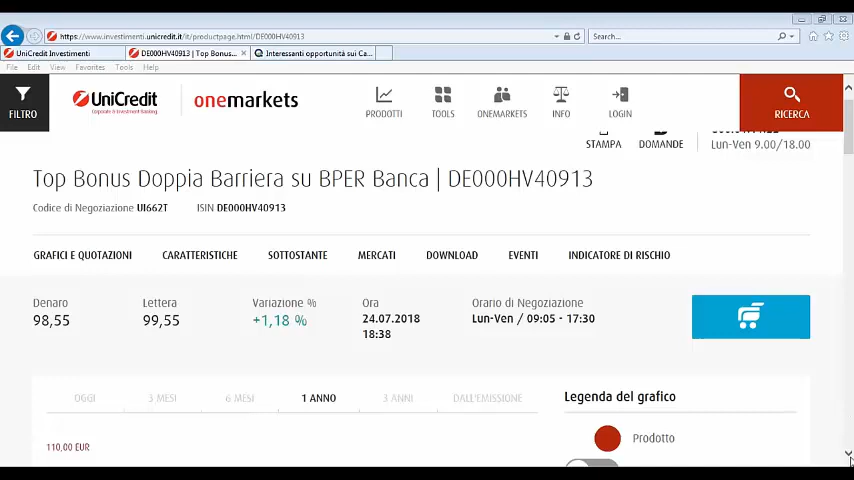 https://www.investimenti.unicredit.it/it/productpage.html/DE000HV40913
Search...
UniCredit Investimenti
DE000HV40913 | Top Bonus...
Interessanti opportunità sui Ca...
File Edit View Favorites Tools Help
FILTRO
UniCredit
Corporate & Investment Banking
onemarkets
PRODOTTI
TOOLS
ONEMARKETS
INFO
LOGIN
RICERCA
STAMPA
DOMANDE
Lun-Ven 9.00/18.00
Top Bonus Doppia Barriera su BPER Banca | DE000HV40913
Codice di Negoziazione UI662T ISIN DE000HV40913
GRAFICI E QUOTAZIONI CARATTERISTICHE SOTTOSTANTE MERCATI DOWNLOAD EVENTI INDICATORE DI RISCHIO
Denaro Lettera Variazione % Ora Orario di Negoziazione
98,55 99,55 +1,18 % 24.07.2018 Lun-Ven / 09:05 - 17:30
18:38
OGGI 3 MESI 6 MESI 1 ANNO 3 ANNI DALL'EMISSIONE
Legenda del grafico
Prodotto
110,00 EUR